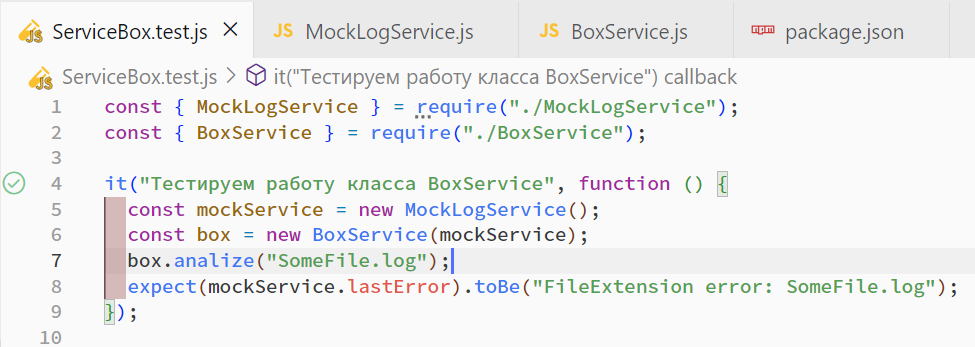 ServiceBox.test.js MockLogService.js BoxService.js package.json
ServiceBox.test.js > it("Тестируем работу класса BoxService") callback
1 const { MockLogService } = require("./MockLogService");
2 const { BoxService } = require("./BoxService");
3
4 it("Тестируем работу класса BoxService", function () {
5 const mockService = new MockLogService();
6 const box = new BoxService(mockService);
7 box.analize("SomeFile.log");
8 expect(mockService.lastError).toBe("FileExtension error: SomeFile.log");
9 });
10